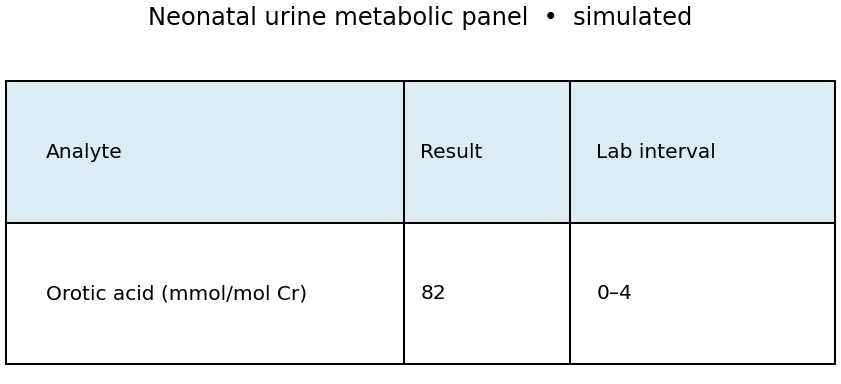 Neonatal urine metabolic panel • simulated
Analyte Result Lab interval
Orotic acid (mmol/mol Cr) 82 0–4